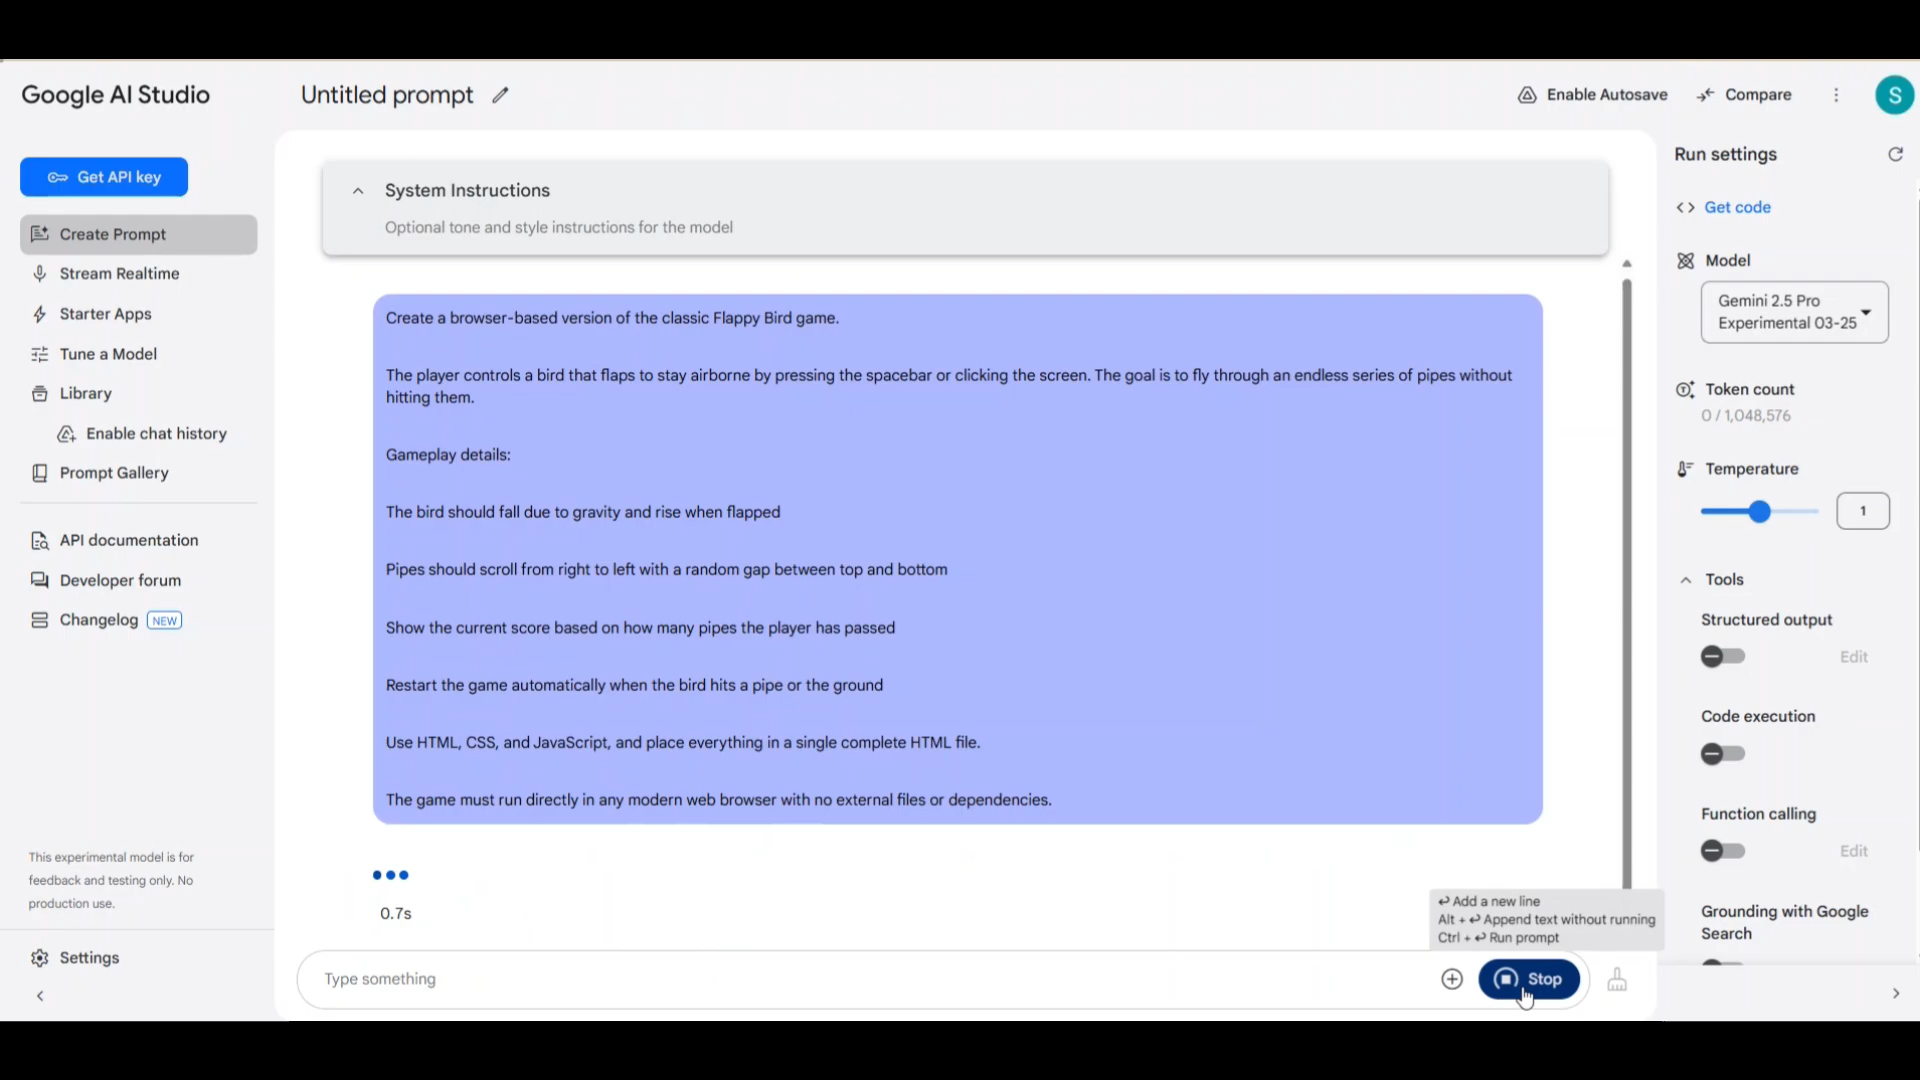 Google AI Studio
Untitled prompt
Enable Autosave
Compare
S
Get API key
Create Prompt
Stream Realtime
Starter Apps
Tune a Model
Library
Enable chat history
Prompt Gallery
API documentation
Developer forum
Changelog NEW
This experimental model is for
feedback and testing only. No
production use.
Settings
System Instructions
Optional tone and style instructions for the model
Create a browser-based version of the classic Flappy Bird game.
The player controls a bird that flaps to stay airborne by pressing the spacebar or clicking the screen. The goal is to fly through an endless series of pipes without
hitting them.
Gameplay details:
The bird should fall due to gravity and rise when flapped
Pipes should scroll from right to left with a random gap between top and bottom
Show the current score based on how many pipes the player has passed
Restart the game automatically when the bird hits a pipe or the ground
Use HTML, CSS, and JavaScript, and place everything in a single complete HTML file.
The game must run directly in any modern web browser with no external files or dependencies.
0.7s
↵ Add a new line
Alt + ↵ Append text without running
Ctrl + ↵ Run prompt
Type something
Stop
Run settings
Get code
Model
Gemini 2.5 Pro
Experimental 03-25
Token count
0 / 1,048,576
Temperature
1
Tools
Structured output
Edit
Code execution
Function calling
Edit
Grounding with Google
Search